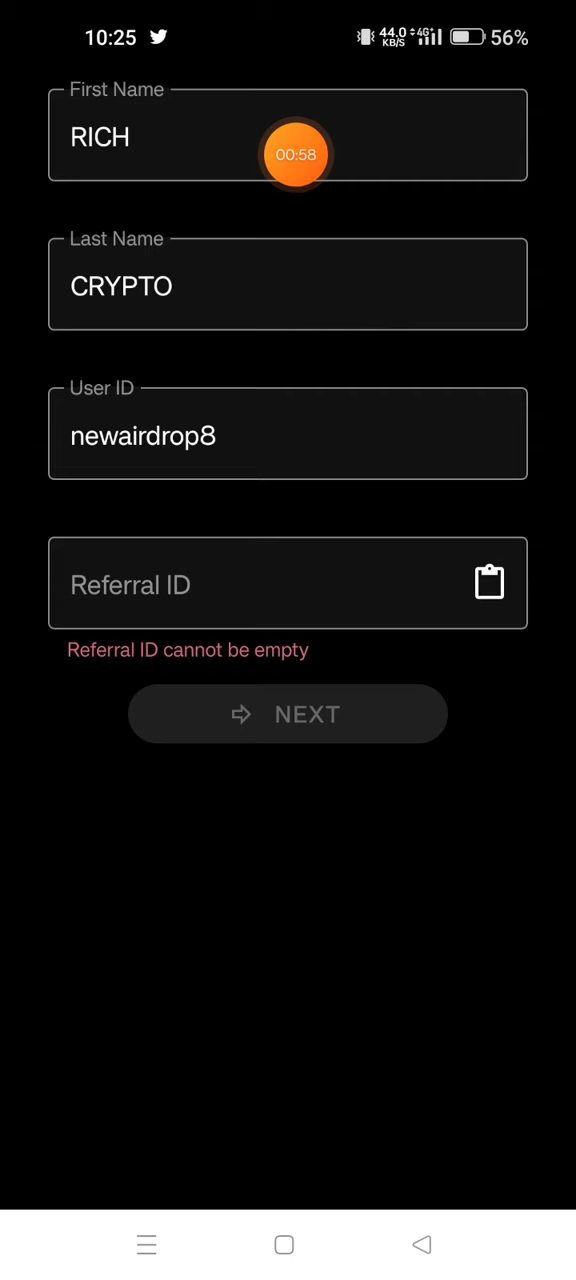 10:25 44.0 KB/S 4G+ 56%
First Name
RICH
00:58
Last Name
CRYPTO
User ID
newairdrop8
Referral ID
Referral ID cannot be empty
NEXT